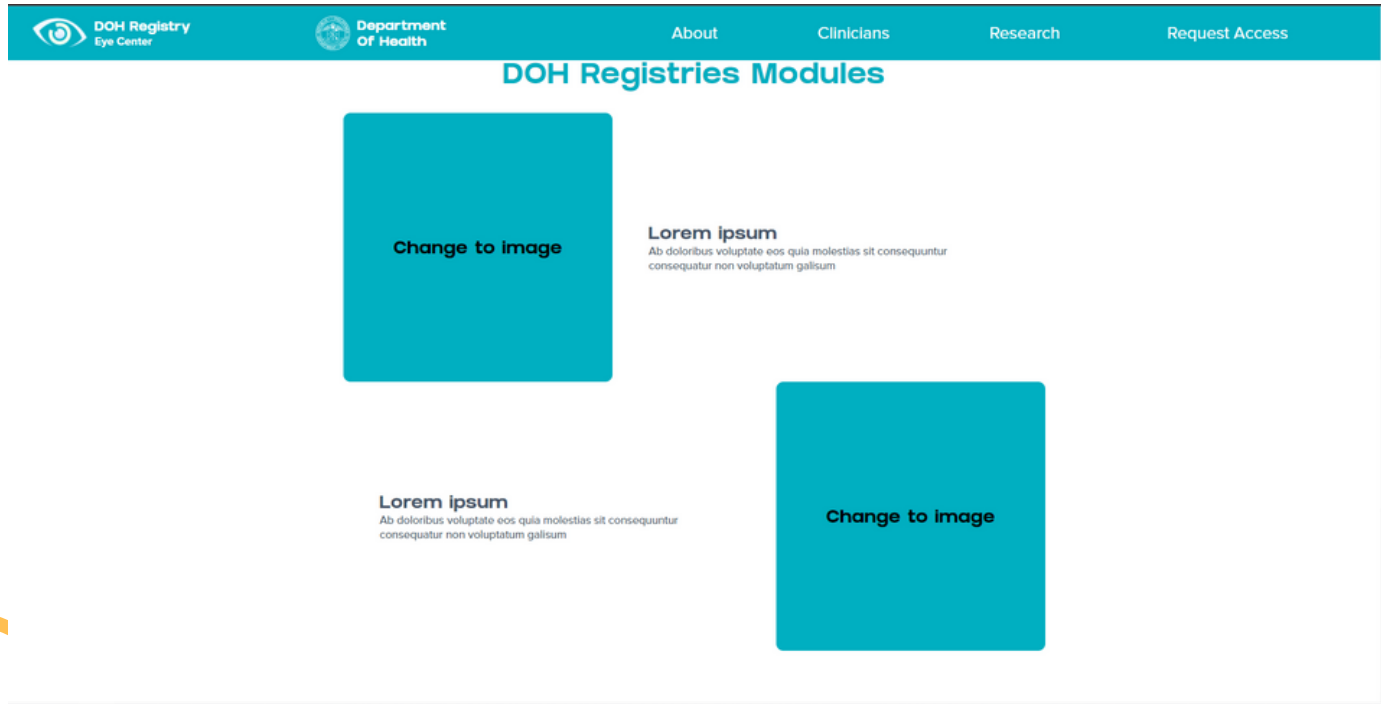 DOH Registry
Eye Center
Department
Of Health
About
Clinicians
Research
Request Access
DOH Registries Modules
Change to image
Lorem ipsum
Ab doloribus voluptate eos quia molestias sit consequuntur
consequatur non voluptatum galisum
Lorem ipsum
Ab doloribus voluptate eos quia molestias sit consequuntur
consequatur non voluptatum galisum
Change to image